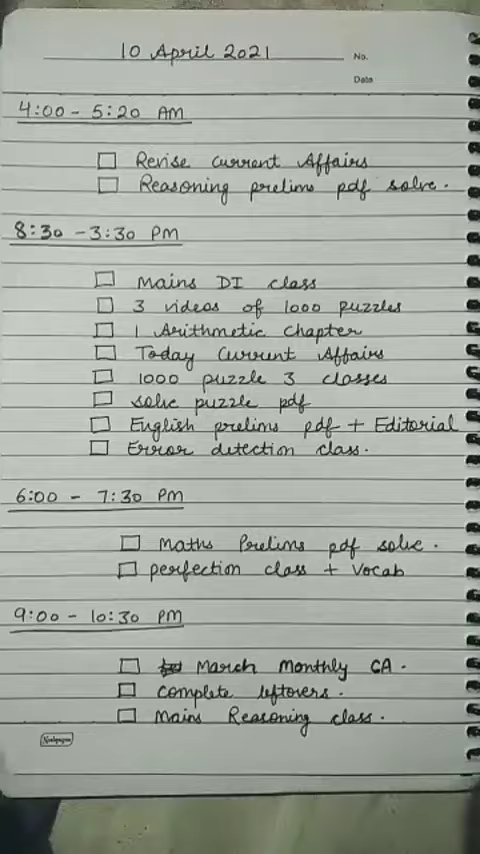 10 April 2021
No.
Date
4:00 - 5:20 AM
Revise Current Affairs
Reasoning prelims pdf solve.
8:30 - 3:30 PM
Mains DI class
3 videos of 1000 puzzles
1 Arithmetic Chapter
Today Current Affairs
1000 puzzle 3 classes
solve puzzle pdf
English prelims pdf + Editorial
Error detection class.
6:00 - 7:30 PM
Maths Prelims pdf solve.
perfection class + Vocab
9:00 - 10:30 PM
March Monthly CA.
Complete leftovers.
Mains Reasoning class.